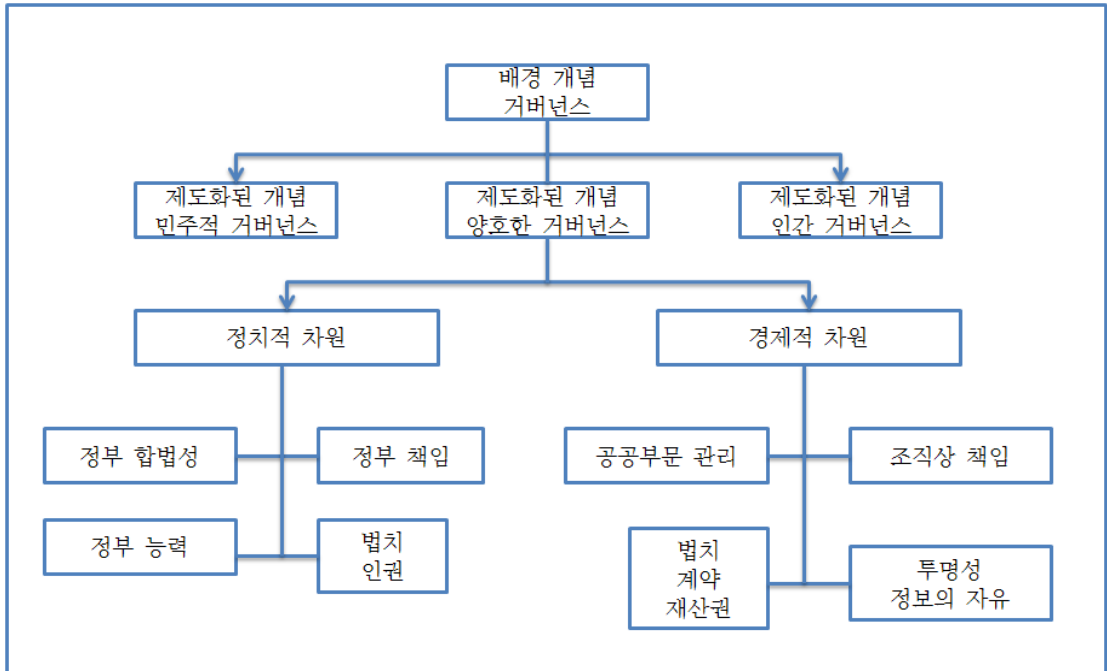 배경 개념
거버넌스
제도화된 개념
민주적 거버넌스
제도화된 개념
양호한 거버넌스
제도화된 개념
인간 거버넌스
정치적 차원
경제적 차원
정부 합법성
정부 책임
공공부문 관리
조직상 책임
정부 능력
법치
인권
법치
계약
재산권
투명성
정보의 자유